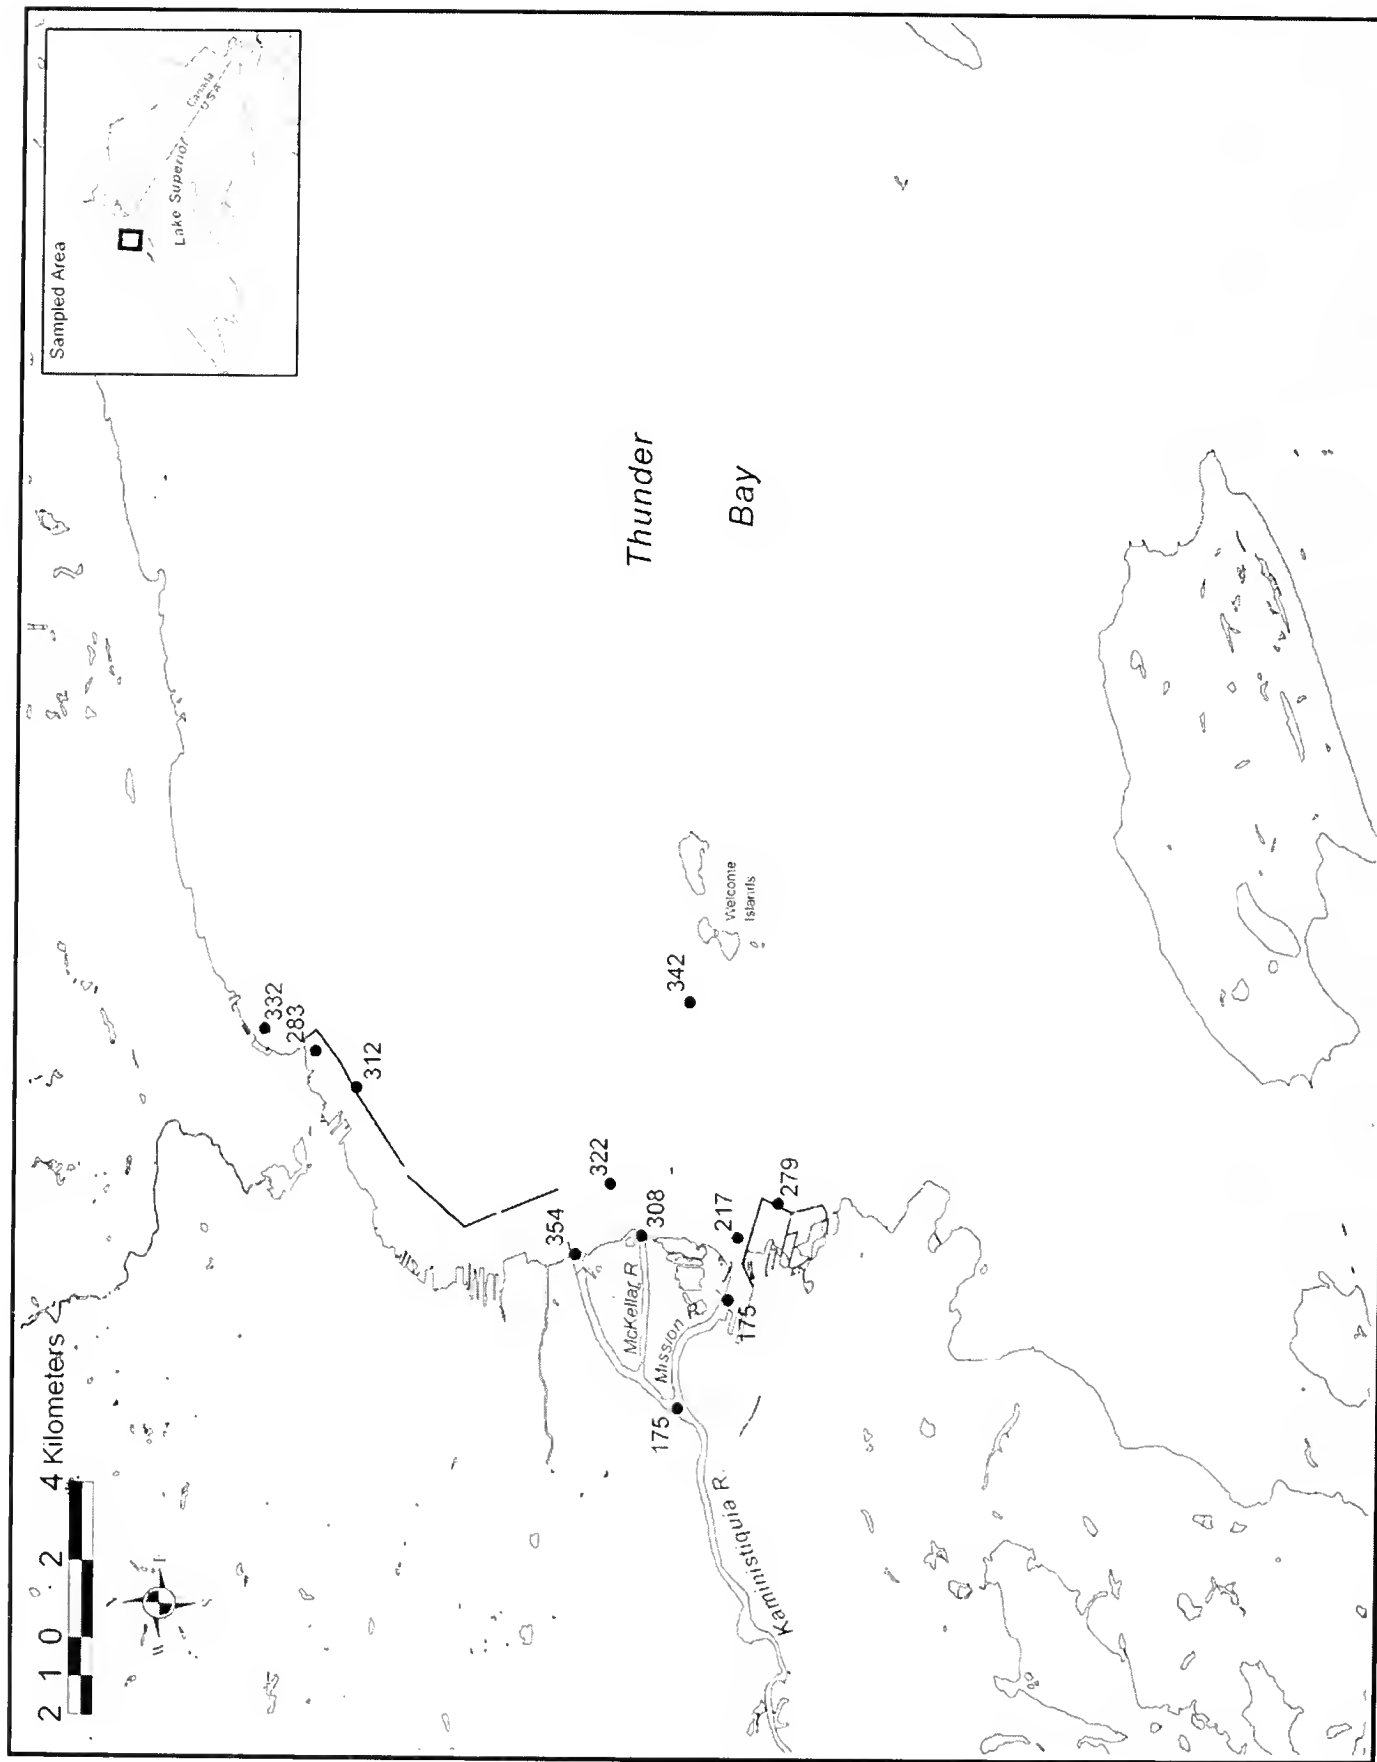 Sampled Area
Canada
USA
Lake Superior
Thunder
Bay
Welcome
Islands
332
283
312
342
322
354
308
217
279
175
175
McKellar R
Mission R
Kaministiquia R.
2 1 0 2 4 Kilometers